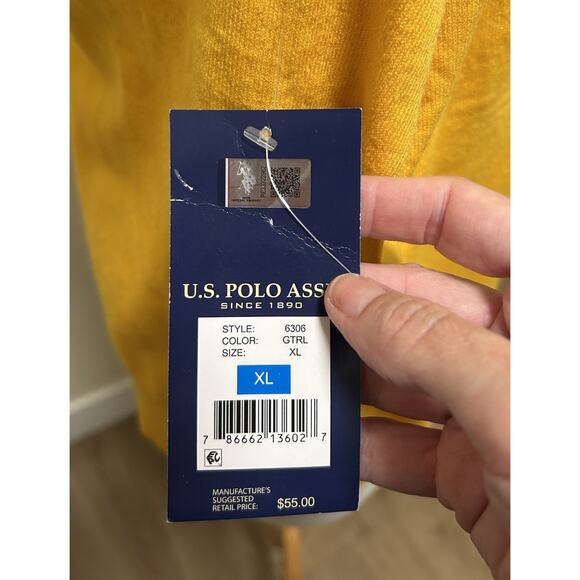 U.S. POLO ASS
SINCE 1890
STYLE: 6306
COLOR: GTRL
SIZE: XL
XL
7 86662 13602 7
MANUFACTURE'S
SUGGESTED
RETAIL PRICE: $55.00